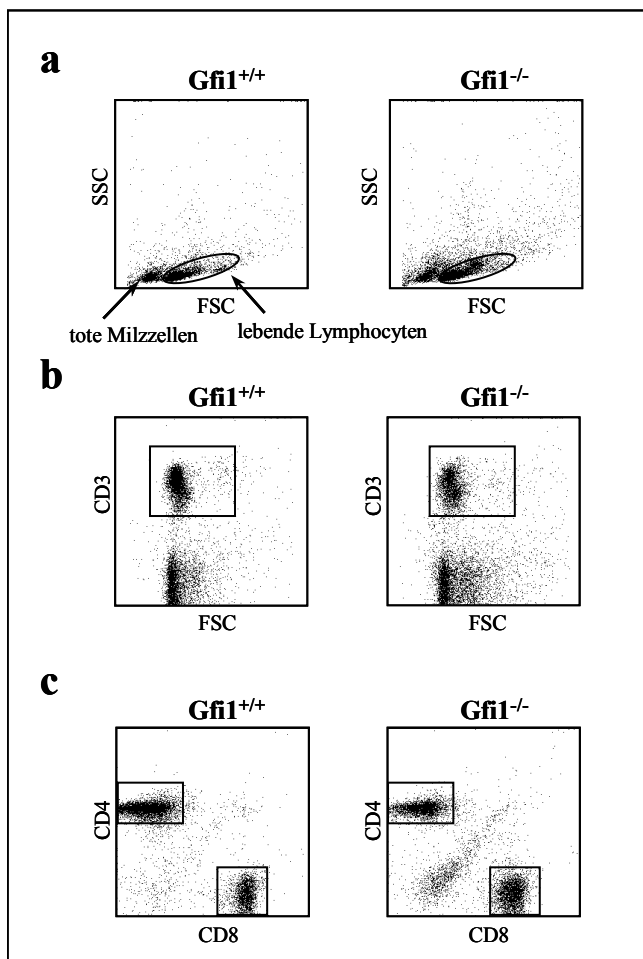 a
Gfi1+/+ Gfi1-/-
SSC SSC
FSC FSC
tote Milzzellen lebende Lymphocyten
b
Gfi1+/+ Gfi1-/-
CD3 CD3
FSC FSC
c
Gfi1+/+ Gfi1-/-
CD4 CD4
CD8 CD8